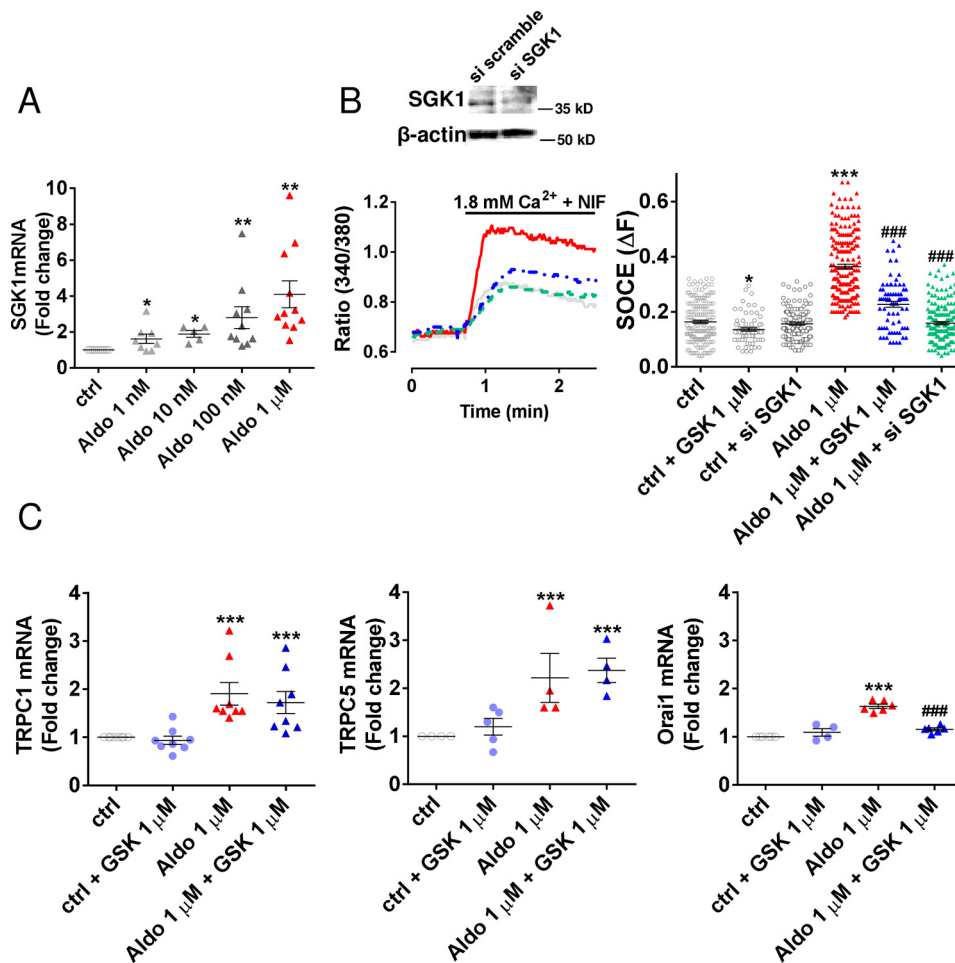 A
SGK1mRNA
(Fold change)
10
8
6
4
2
0
*
*
**
**
ctrl
Aldo 1 nM
Aldo 10 nM
Aldo 100 nM
Aldo 1 μM
B
si scramble
si SGK1
SGK1
35 kD
β-actin
50 kD
1.8 mM Ca²⁺ + NIF
Ratio (340/380)
1.2
1.0
0.8
0.6
0
1
2
Time (min)
SOCE (ΔF)
0.6
0.4
0.2
0.0
*
***
###
###
ctrl
ctrl + GSK 1 μM
ctrl + si SGK1
Aldo 1 μM
Aldo 1 μM + GSK 1 μM
Aldo 1 μM + si SGK1
C
TRPC1 mRNA
(Fold change)
4
3
2
1
0
***
***
ctrl
ctrl + GSK 1 μM
Aldo 1 μM
Aldo 1 μM + GSK 1 μM
TRPC5 mRNA
(Fold change)
4
3
2
1
0
***
***
ctrl
ctrl + GSK 1 μM
Aldo 1 μM
Aldo 1 μM + GSK 1 μM
Orai1 mRNA
(Fold change)
4
3
2
1
0
***
###
ctrl
ctrl + GSK 1 μM
Aldo 1 μM
Aldo 1 μM + GSK 1 μM